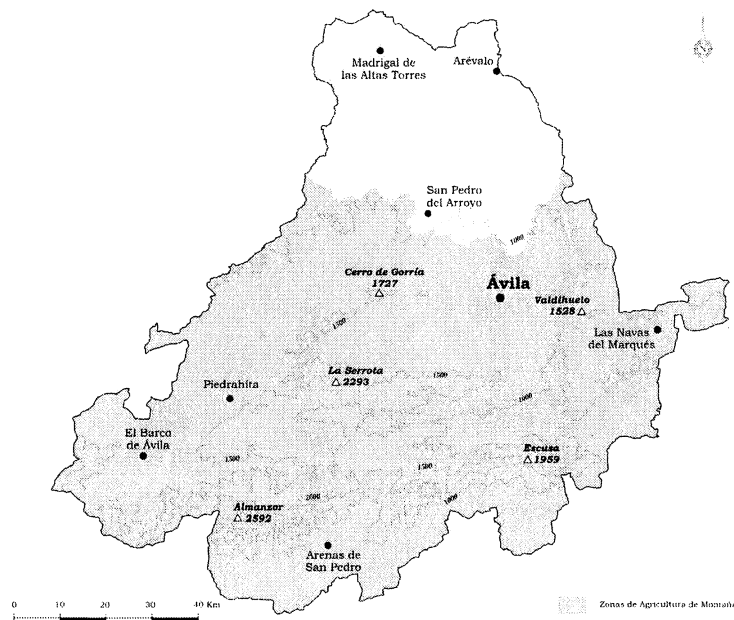 Madrigal de
las Altas Torres
Arévalo
N
San Pedro
del Arroyo
1000
Cerro de Gorría
1727
Ávila
Valdihuelo
1528
1500
Las Navas
del Marqués
La Serrota
2293
1500
Piedrahíta
1000
El Barco
de Ávila
1500
1500
Escusa
1959
2000
1000
Almanzor
2592
Arenas de
San Pedro
0 10 20 30 40 Km
Zonas de Agricultura de Montaña